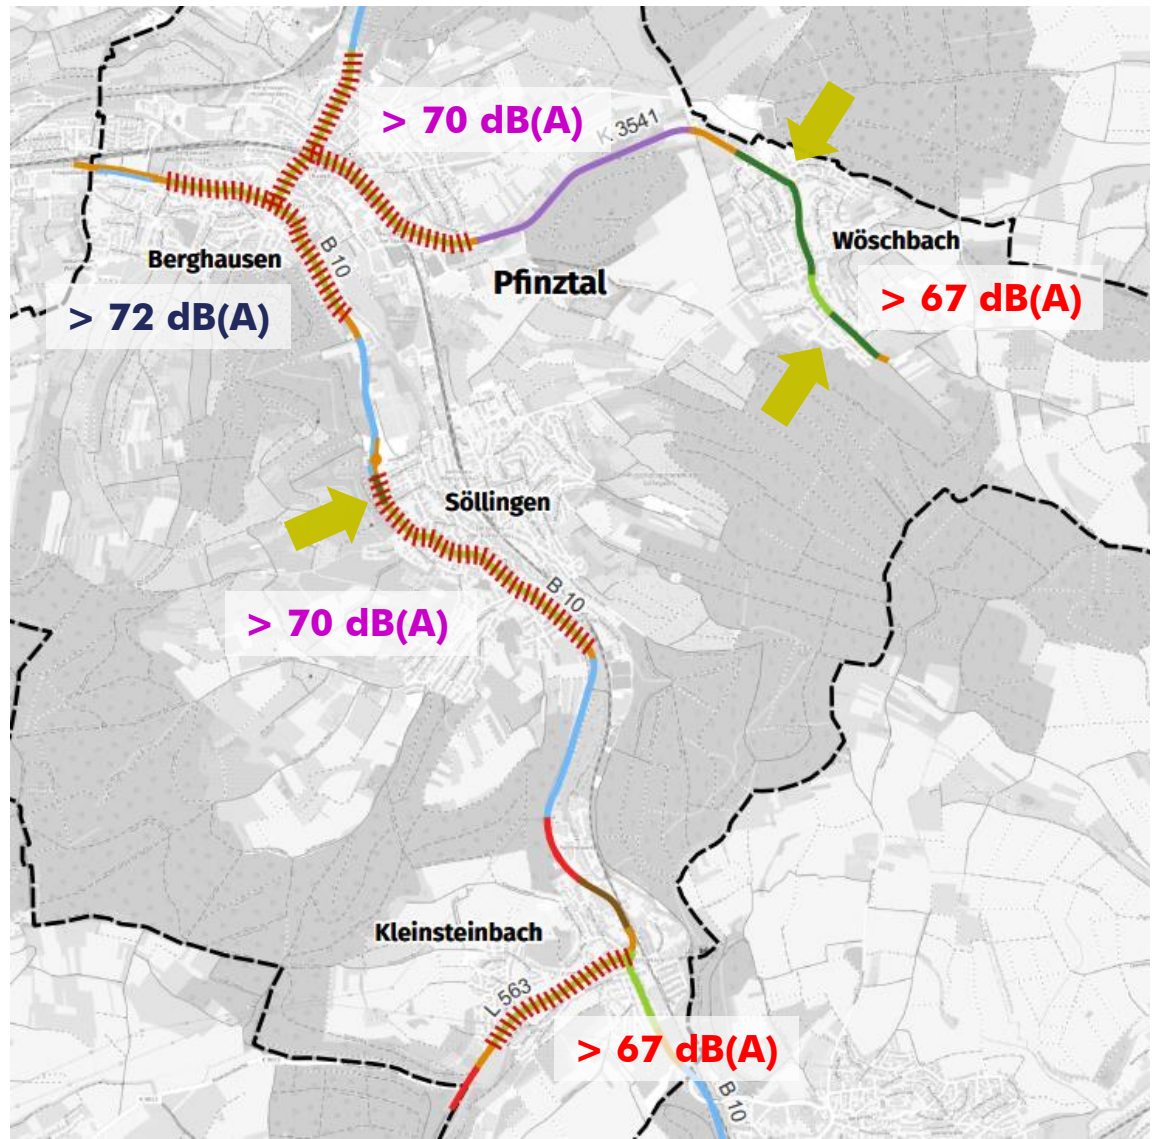 > 70 dB(A)
K 3541
Wöschbach
Berghausen
B 10
Pfinztal
> 67 dB(A)
> 72 dB(A)
Söllingen
B 10
> 70 dB(A)
Kleinsteinbach
L 563
> 67 dB(A)
B 10